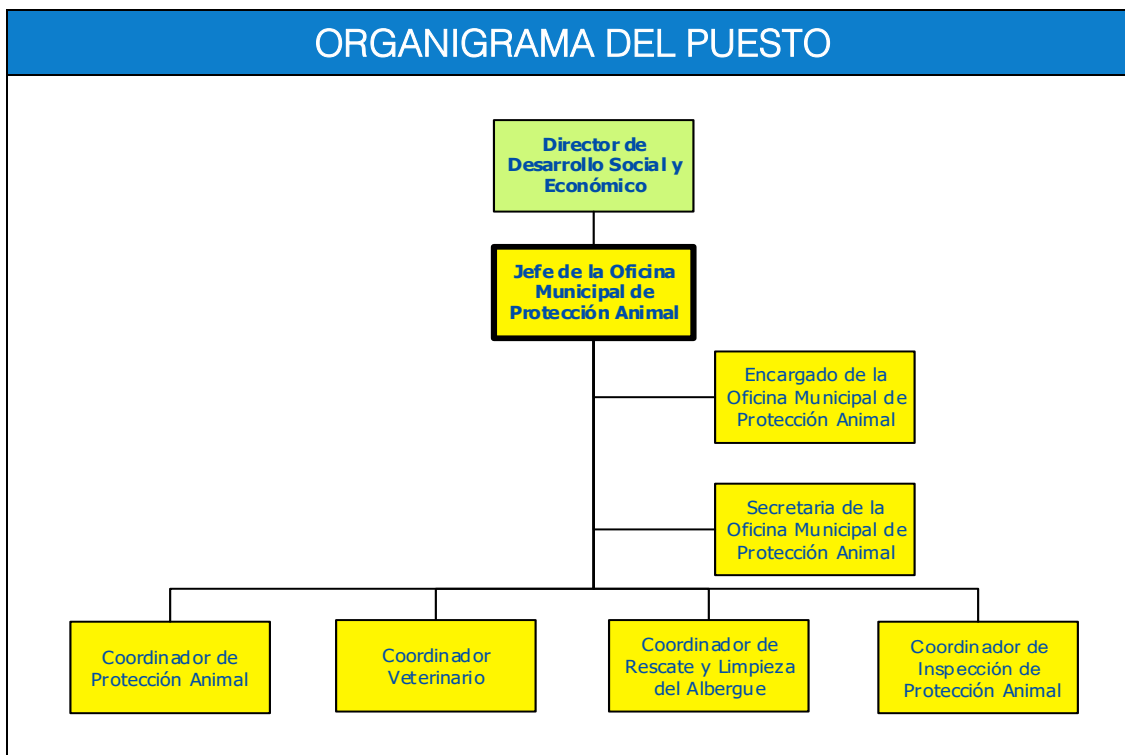 ORGANIGRAMA DEL PUESTO
Director de
Desarrollo Social y
Económico
Jefe de la Oficina
Municipal de
Protección Animal
Encargado de la
Oficina Municipal de
Protección Animal
Secretaria de la
Oficina Municipal de
Protección Animal
Coordinador de
Protección Animal
Coordinador
Veterinario
Coordinador de
Rescate y Limpieza
del Albergue
Coordinador de
Inspección de
Protección Animal